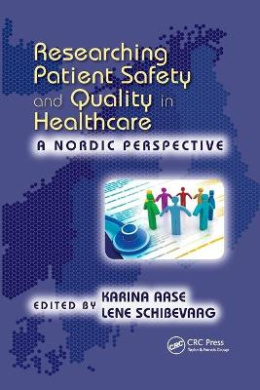 Researching
Patient Safety
and Quality in
Healthcare
A NORDIC PERSPECTIVE
EDITED BY KARINA AASE
LENE SCHIBEVAAG
CRC Press
Taylor & Francis Group